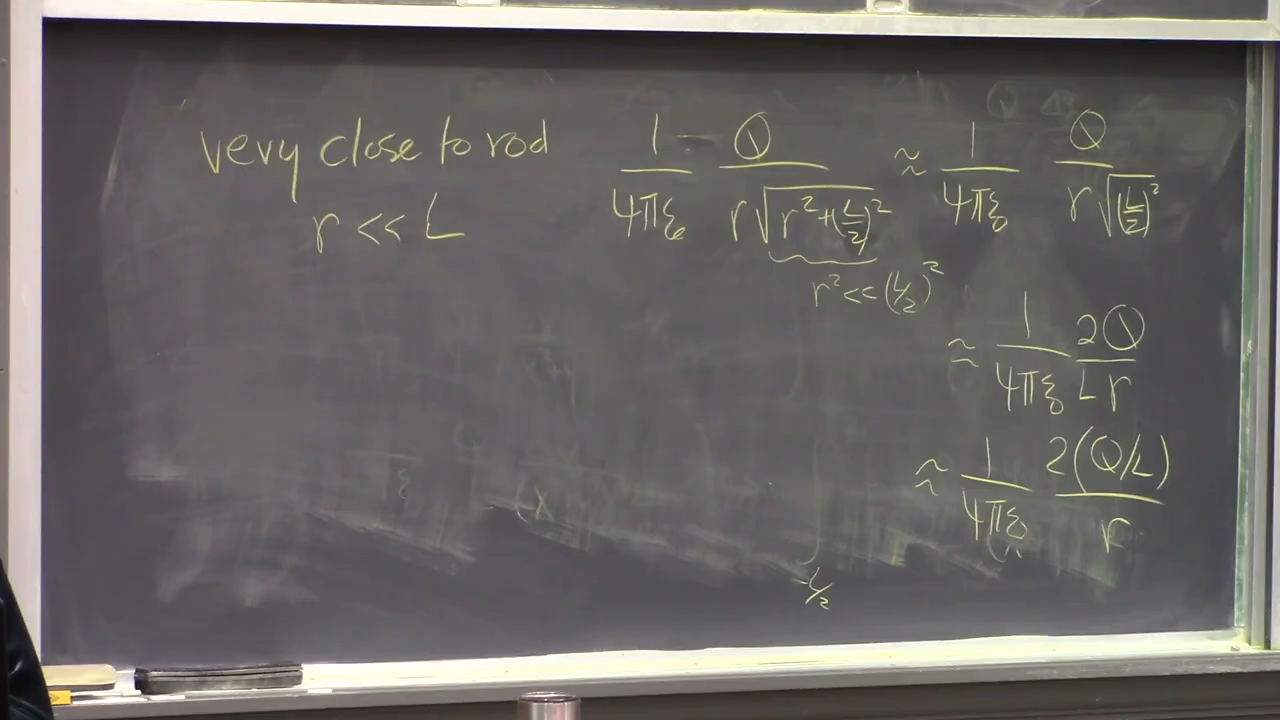 very close to rod
r << L
1/4πε₀ Q/r√(r²+(L/2)²) ≈ 1/4πε₀ Q/r√((L/2)²)
r² << (L/2)²
≈ 1/4πε₀ 2Q/L r
≈ 1/4πε₀ 2(Q/L)/r
-L/2